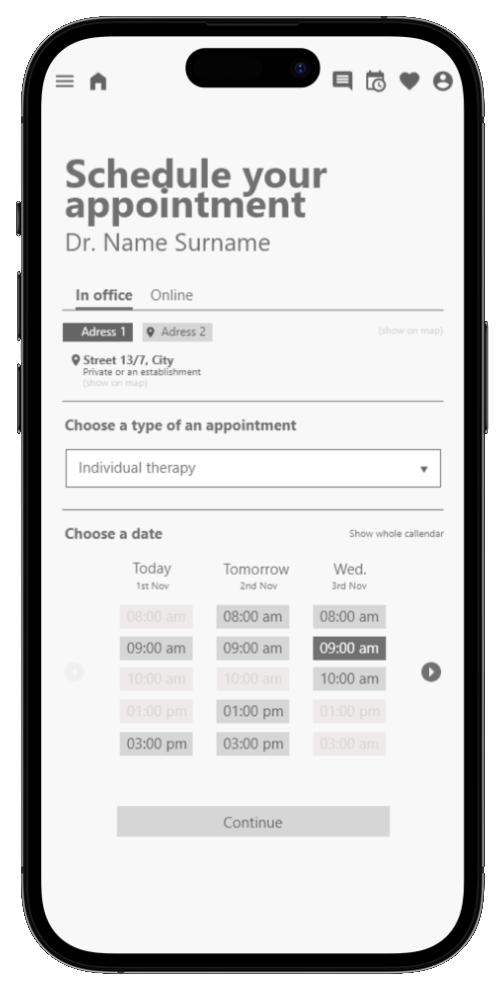 Schedule your
appointment
Dr. Name Surname
In office Online
Adress 1 Adress 2 (show on map)
Street 13/7, City
Private or an establishment
(show on map)
Choose a type of an appointment
Individual therapy
Choose a date Show whole callendar
Today Tomorrow Wed.
1st Nov 2nd Nov 3rd Nov
08:00 am 08:00 am 08:00 am
09:00 am 09:00 am 09:00 am
10:00 am 10:00 am 10:00 am
01:00 pm 01:00 pm 01:00 pm
03:00 pm 03:00 pm 03:00 am
Continue